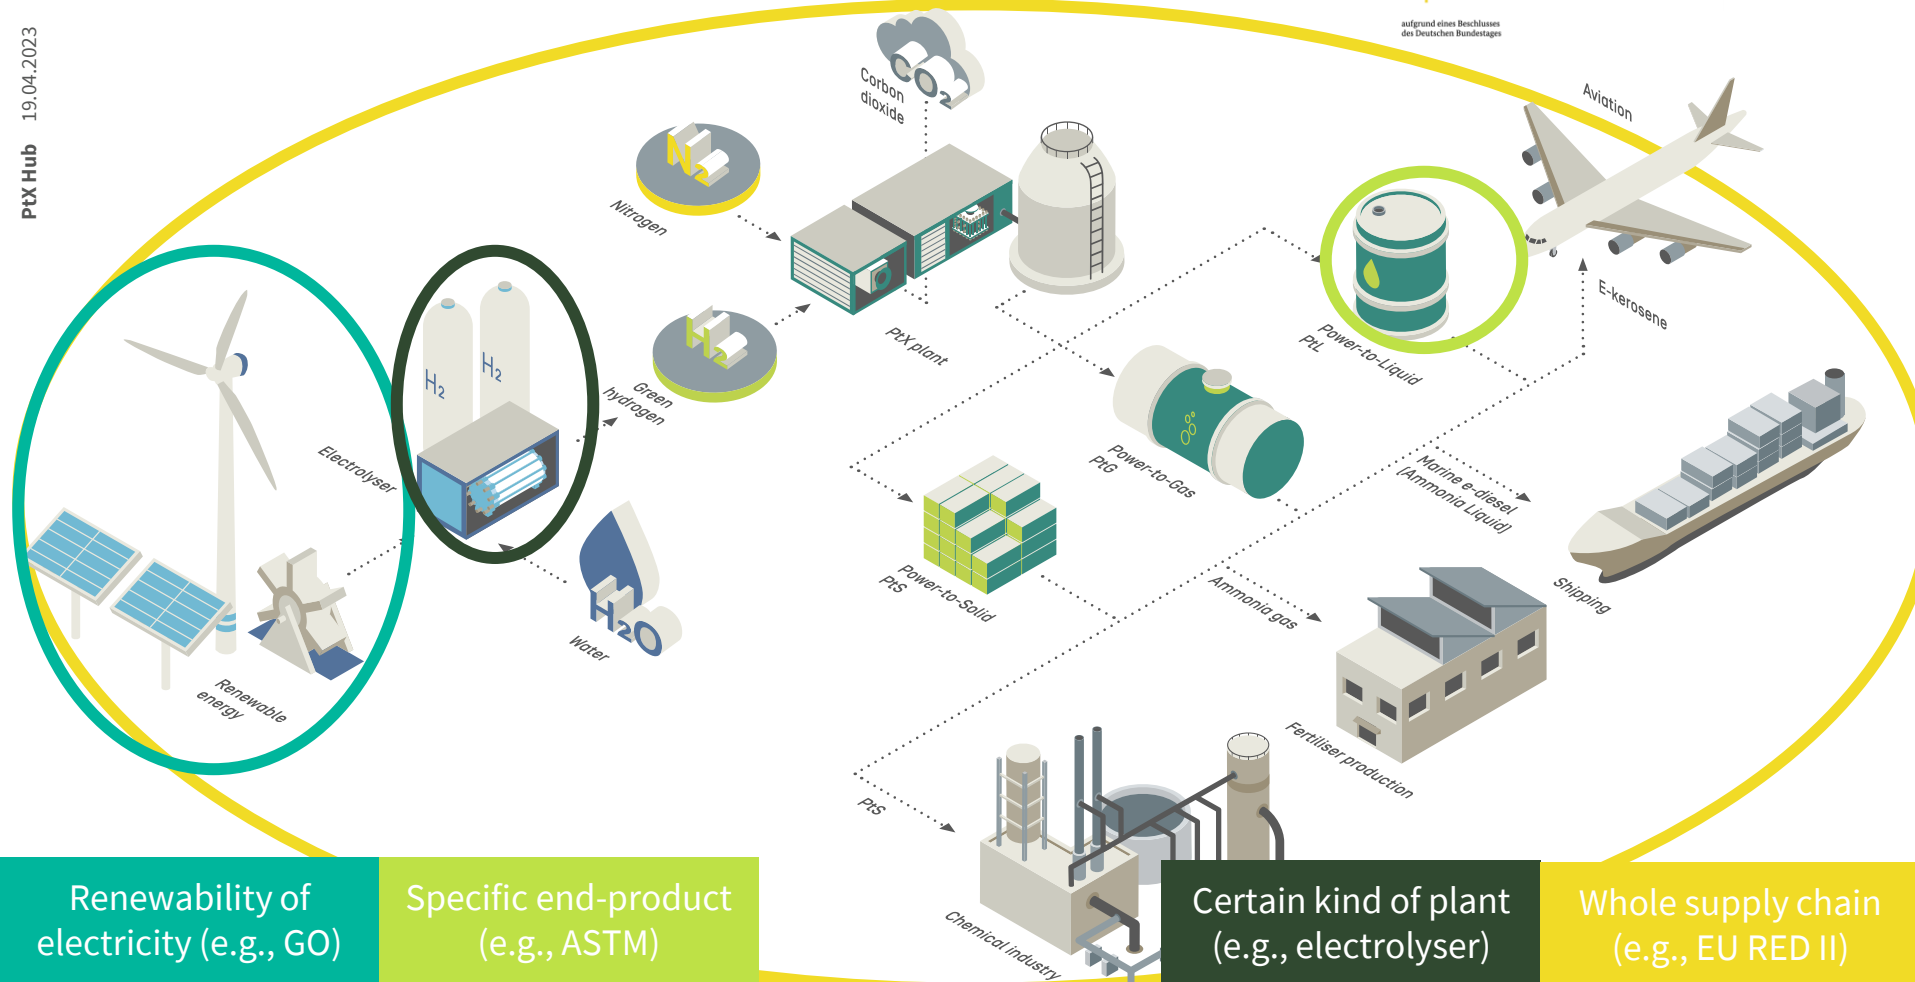 PtX Hub 19.04.2023
aufgrund eines Beschlusses
des Deutschen Bundestages
Carbon
dioxide
CO2
Aviation
N2
Nitrogen
H2
H2
H2
Green
hydrogen
PtX plant
Power-to-Liquid
PtL
E-kerosene
Electrolyser
Power-to-Gas
PtG
Marine e-diesel
(Ammonia Liquid)
Power-to-Solid
PtS
Ammonia gas
Shipping
H2O
Water
Renewable
energy
Fertiliser production
PtS
Chemical industry
Renewability of
electricity (e.g., GO)
Specific end-product
(e.g., ASTM)
Certain kind of plant
(e.g., electrolyser)
Whole supply chain
(e.g., EU RED II)